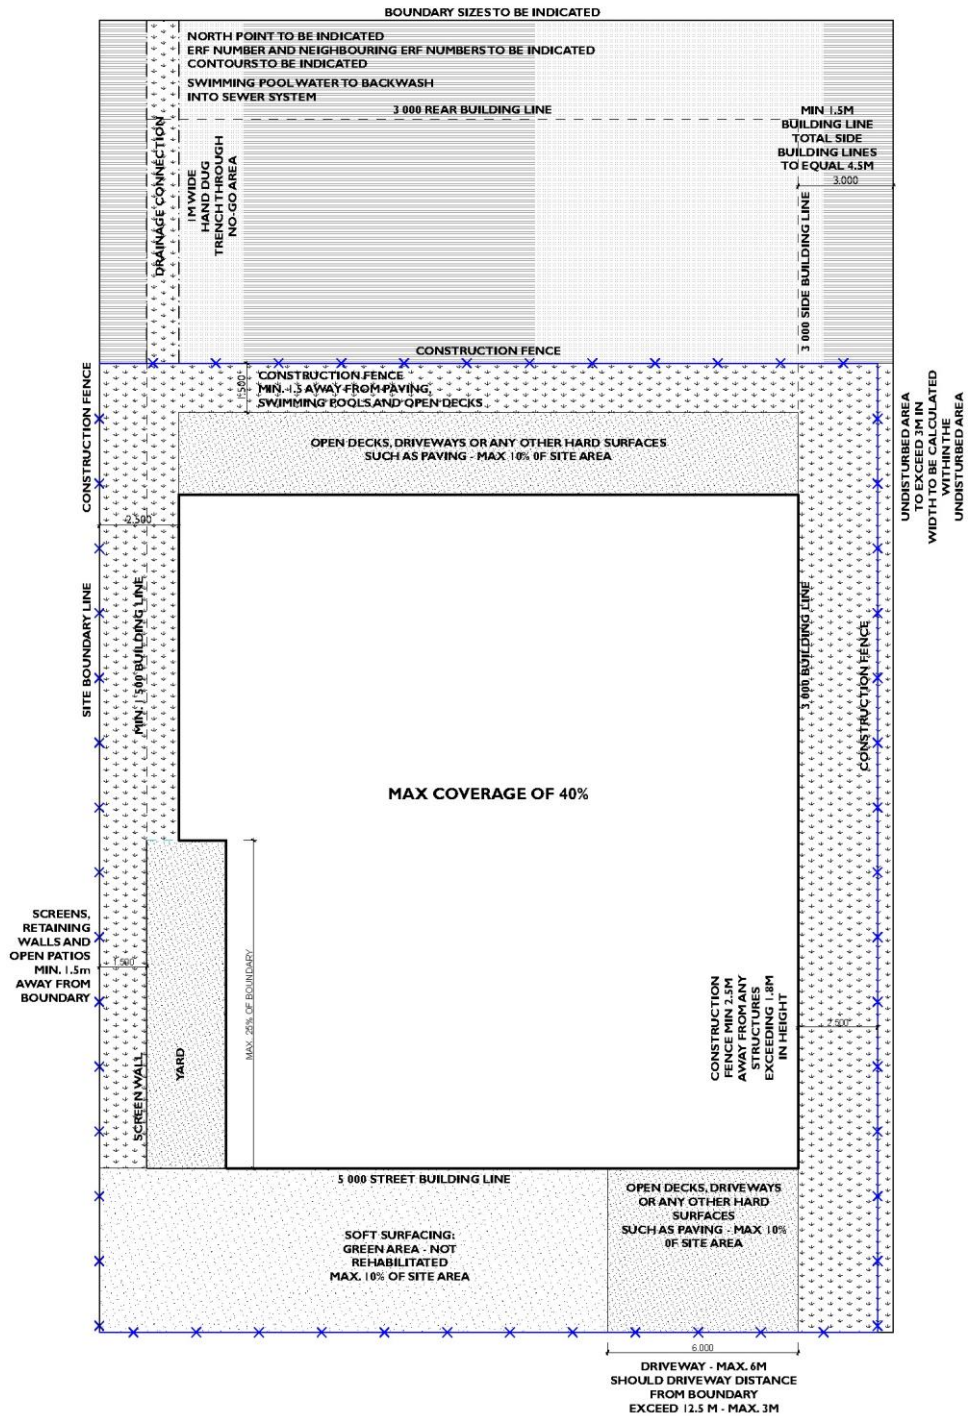 BOUNDARY SIZES TO BE INDICATED
NORTH POINT TO BE INDICATED
ERF NUMBER AND NEIGHBOURING ERF NUMBERS TO BE INDICATED
CONTOURS TO BE INDICATED
SWIMMING POOL WATER TO BACKWASH
INTO SEWER SYSTEM
3 000 REAR BUILDING LINE
MIN 1.5M
BUILDING LINE
TOTAL SIDE
BUILDING LINES
TO EQUAL 4.5M
3.000
DRAINAGE CONNECTION
1M WIDE
HAND DUG
TRENCH THROUGH
NO-GO AREA
3 000 SIDE BUILDING LINE
CONSTRUCTION FENCE
1.500
CONSTRUCTION FENCE
MIN. 1.5 AWAY FROM PAVING,
SWIMMING POOLS AND OPEN DECKS
CONSTRUCTION FENCE
UNDISTURBED AREA
TO EXCEED 3M IN
WIDTH TO BE CALCULATED
WITHIN THE
UNDISTURBED AREA
OPEN DECKS, DRIVEWAYS OR ANY OTHER HARD SURFACES
SUCH AS PAVING - MAX 10% 0F SITE AREA
2.500
SITE BOUNDARY LINE
MIN. 1 500 BUILDING LINE
3 000 BUILDING LINE
CONSTRUCTION FENCE
MAX COVERAGE OF 40%
SCREENS,
RETAINING
WALLS AND
OPEN PATIOS
MIN. 1.5m
AWAY FROM
BOUNDARY
1.500
MAX. 25% OF BOUNDARY
CONSTRUCTION
FENCE MIN 2.5M
AWAY FROM ANY
STRUCTURES
EXCEEDING 1.8M
IN HEIGHT
2.500
SCREEN WALL
YARD
5 000 STREET BUILDING LINE
SOFT SURFACING:
GREEN AREA - NOT
REHABILITATED
MAX. 10% OF SITE AREA
OPEN DECKS, DRIVEWAYS
OR ANY OTHER HARD
SURFACES
SUCH AS PAVING - MAX 10%
0F SITE AREA
6.000
DRIVEWAY - MAX. 6M
SHOULD DRIVEWAY DISTANCE
FROM BOUNDARY
EXCEED 12.5 M - MAX. 3M